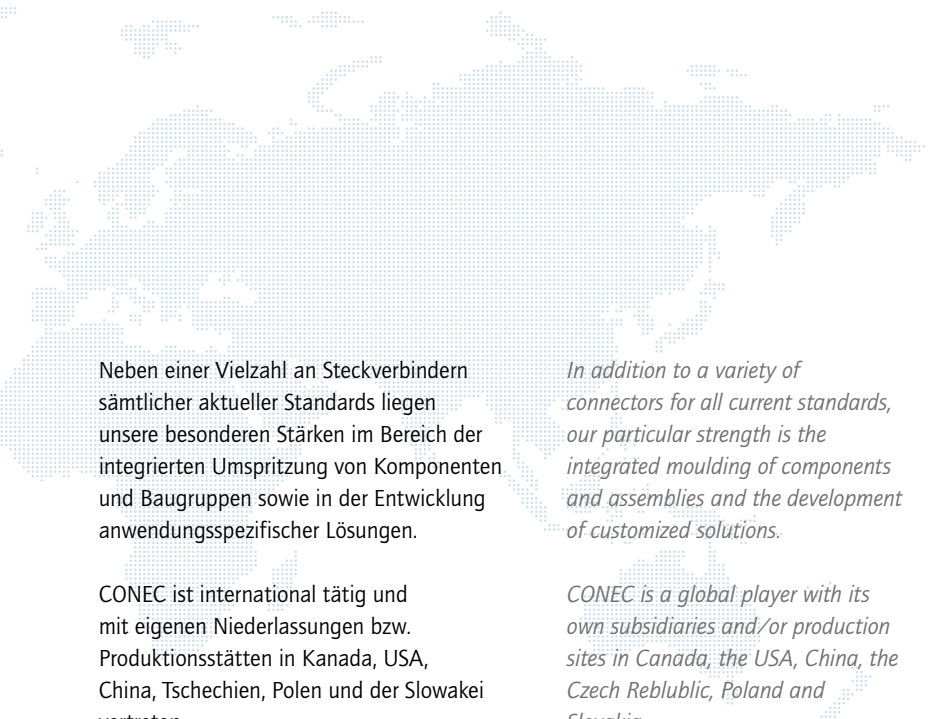 Neben einer Vielzahl an Steckverbindern
sämtlicher aktueller Standards liegen
unsere besonderen Stärken im Bereich der
integrierten Umspritzung von Komponenten
und Baugruppen sowie in der Entwicklung
anwendungsspezifischer Lösungen.
CONEC ist international tätig und
mit eigenen Niederlassungen bzw.
Produktionsstätten in Kanada, USA,
China, Tschechien, Polen und der Slowakei
In addition to a variety of
connectors for all current standards,
our particular strength is the
integrated moulding of components
and assemblies and the development
of customized solutions.
CONEC is a global player with its
own subsidiaries and/or production
sites in Canada, the USA, China, the
Czech Reblublic, Poland and